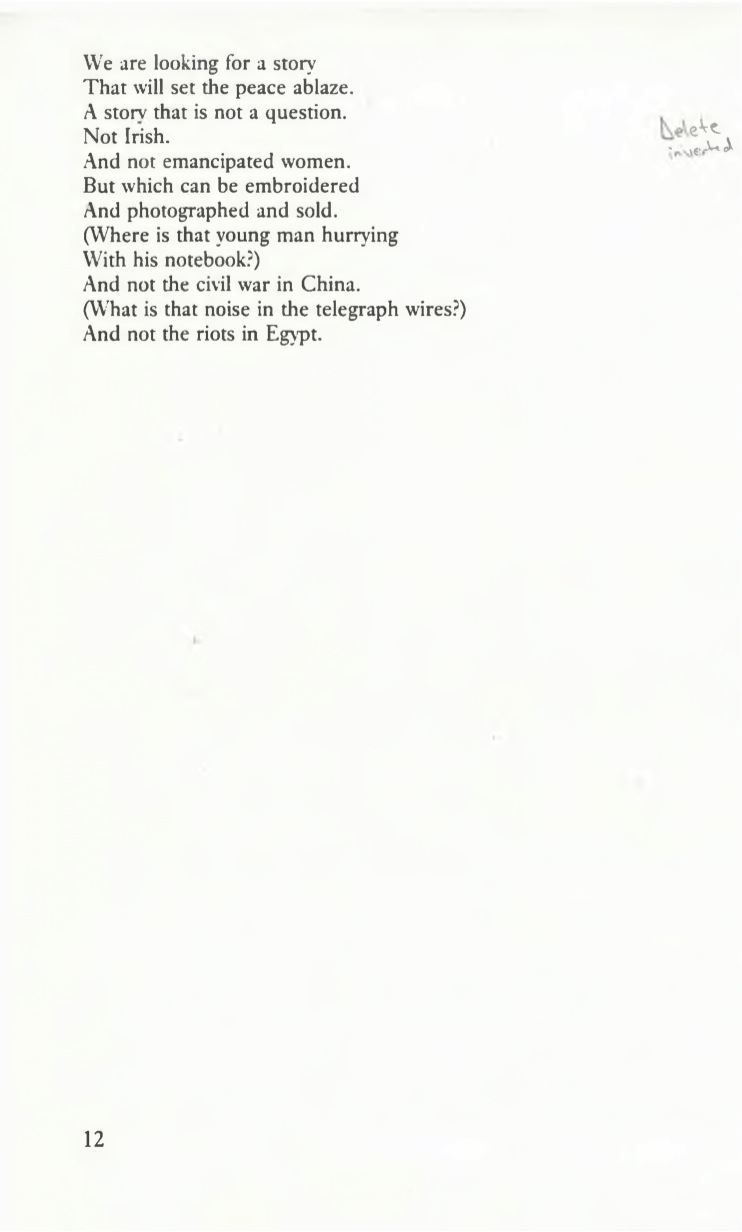 We are looking for a story
That will set the peace ablaze.
A story that is not a question.
Not Irish.
And not emancipated women.
But which can be embroidered
And photographed and sold.
(Where is that young man hurrying
With his notebook?)
And not the civil war in China.
(What is that noise in the telegraph wires?)
And not the riots in Egypt.
Delete
inverted
12